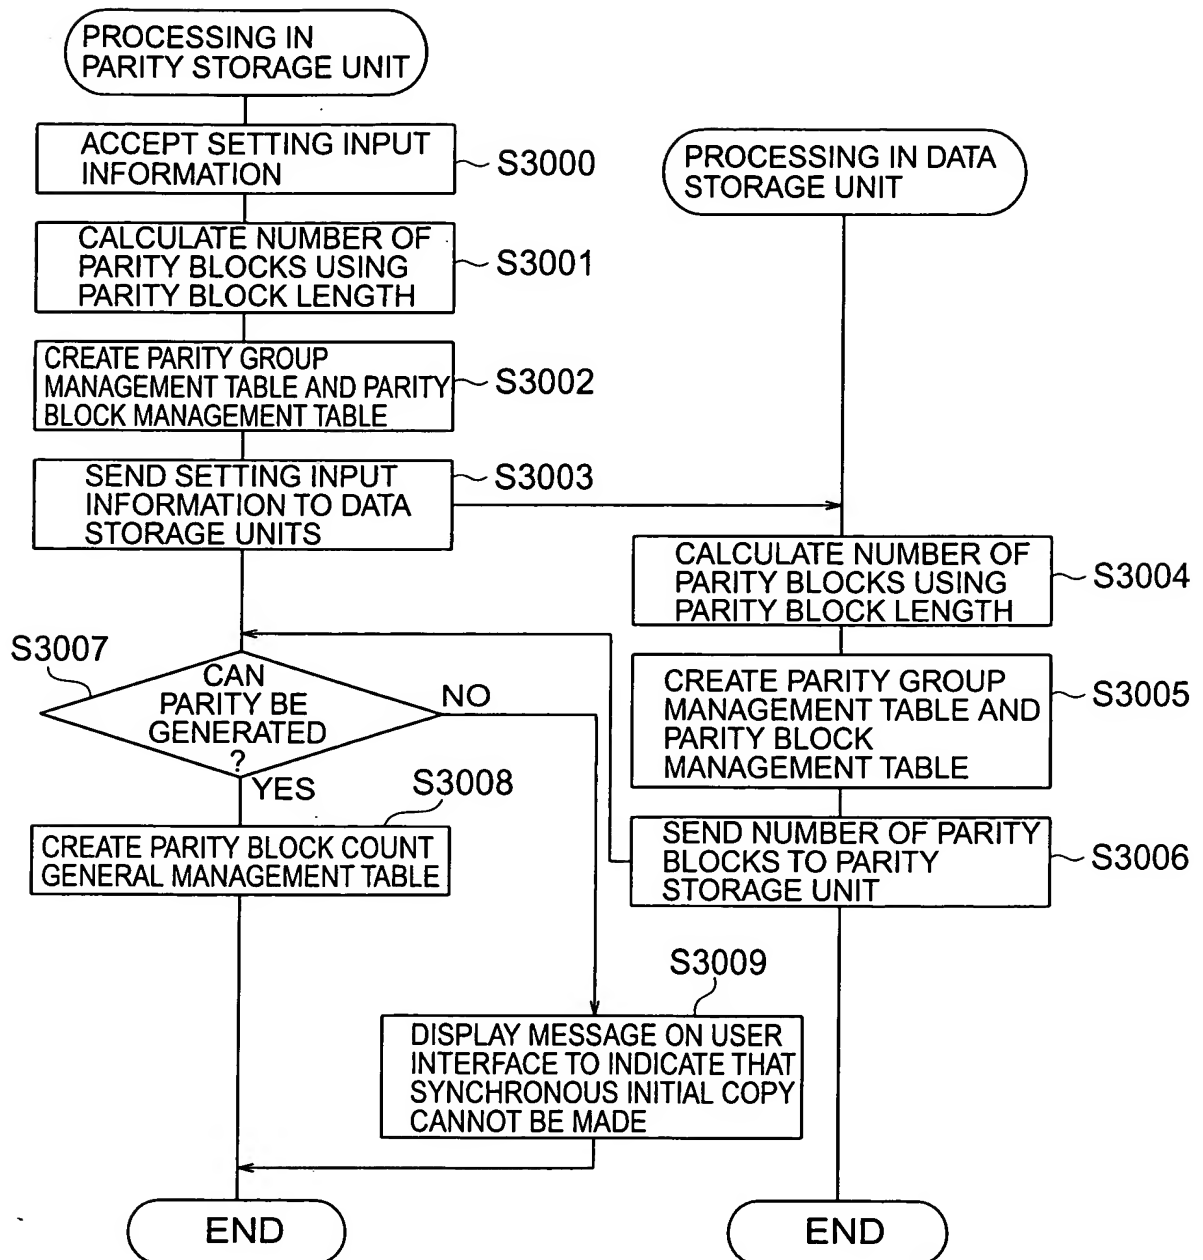 PROCESSING IN
PARITY STORAGE UNIT
ACCEPT SETTING INPUT
INFORMATION
S3000
CALCULATE NUMBER OF
PARITY BLOCKS USING
PARITY BLOCK LENGTH
S3001
CREATE PARITY GROUP
MANAGEMENT TABLE AND PARITY
BLOCK MANAGEMENT TABLE
S3002
SEND SETTING INPUT
INFORMATION TO DATA
STORAGE UNITS
S3003
PROCESSING IN DATA
STORAGE UNIT
CALCULATE NUMBER OF
PARITY BLOCKS USING
PARITY BLOCK LENGTH
S3004
CREATE PARITY GROUP
MANAGEMENT TABLE AND
PARITY BLOCK
MANAGEMENT TABLE
S3005
SEND NUMBER OF PARITY
BLOCKS TO PARITY
STORAGE UNIT
S3006
S3007
CAN
PARITY BE
GENERATED
?
NO
YES
S3008
CREATE PARITY BLOCK COUNT
GENERAL MANAGEMENT TABLE
S3009
DISPLAY MESSAGE ON USER
INTERFACE TO INDICATE THAT
SYNCHRONOUS INITIAL COPY
CANNOT BE MADE
END
END